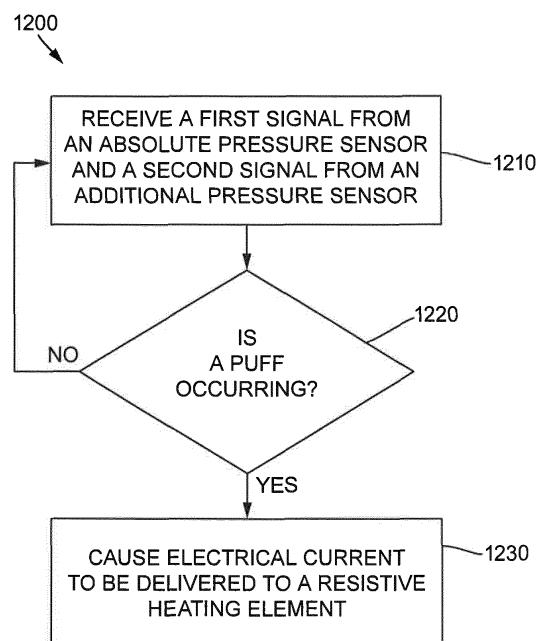 1200
RECEIVE A FIRST SIGNAL FROM
AN ABSOLUTE PRESSURE SENSOR
AND A SECOND SIGNAL FROM AN
ADDITIONAL PRESSURE SENSOR
1210
IS
A PUFF
OCCURRING?
1220
NO
YES
CAUSE ELECTRICAL CURRENT
TO BE DELIVERED TO A RESISTIVE
HEATING ELEMENT
1230